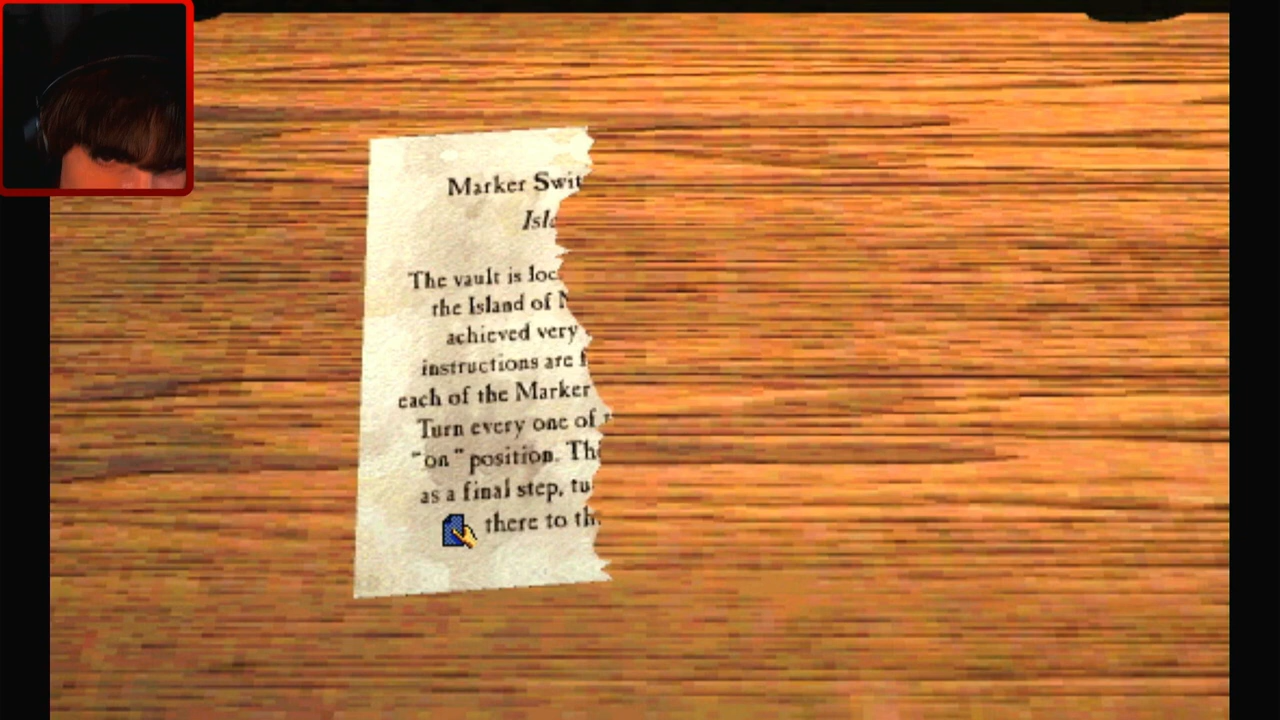 Marker Swit
Isl
The vault is loc
the Island of
achieved very
instructions are
each of the Marker
Turn every one of
"on" position. Th
as a final step, tu
there to th